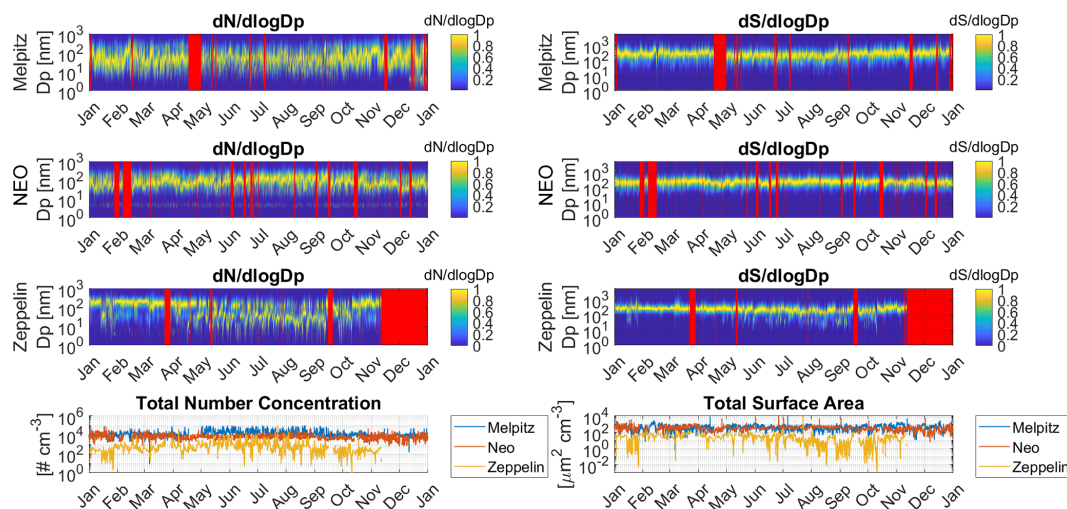 dN/dlogDp
dN/dlogDp
Melpitz
Dp [nm]
10³
10²
10¹
10⁰
1
0.8
0.6
0.4
0.2
Jan
Feb
Mar
Apr
May
Jun
Jul
Aug
Sep
Oct
Nov
Dec
Jan
dS/dlogDp
dS/dlogDp
Melpitz
Dp [nm]
10³
10²
10¹
10⁰
1
0.8
0.6
0.4
0.2
Jan
Feb
Mar
Apr
May
Jun
Jul
Aug
Sep
Oct
Nov
Dec
Jan
dN/dlogDp
dN/dlogDp
NEO
Dp [nm]
10³
10²
10¹
10⁰
1
0.8
0.6
0.4
0.2
Jan
Feb
Mar
Apr
May
Jun
Jul
Aug
Sep
Oct
Nov
Dec
Jan
dS/dlogDp
dS/dlogDp
NEO
Dp [nm]
10³
10²
10¹
10⁰
1
0.8
0.6
0.4
0.2
Jan
Feb
Mar
Apr
May
Jun
Jul
Aug
Sep
Oct
Nov
Dec
Jan
dN/dlogDp
dN/dlogDp
Zeppelin
Dp [nm]
10³
10²
10¹
10⁰
1
0.8
0.6
0.4
0.2
0
Jan
Feb
Mar
Apr
May
Jun
Jul
Aug
Sep
Oct
Nov
Dec
Jan
dS/dlogDp
dS/dlogDp
Zeppelin
Dp [nm]
10³
10²
10¹
10⁰
1
0.8
0.6
0.4
0.2
0
Jan
Feb
Mar
Apr
May
Jun
Jul
Aug
Sep
Oct
Nov
Dec
Jan
Total Number Concentration
[# cm⁻³]
10⁶
10⁴
10²
10⁰
Jan
Feb
Mar
Apr
May
Jun
Jul
Aug
Sep
Oct
Nov
Dec
Jan
Melpitz
Neo
Zeppelin
Total Surface Area
[μm² cm⁻³]
10⁴
10²
10⁰
10⁻²
Jan
Feb
Mar
Apr
May
Jun
Jul
Aug
Sep
Oct
Nov
Dec
Jan
Melpitz
Neo
Zeppelin